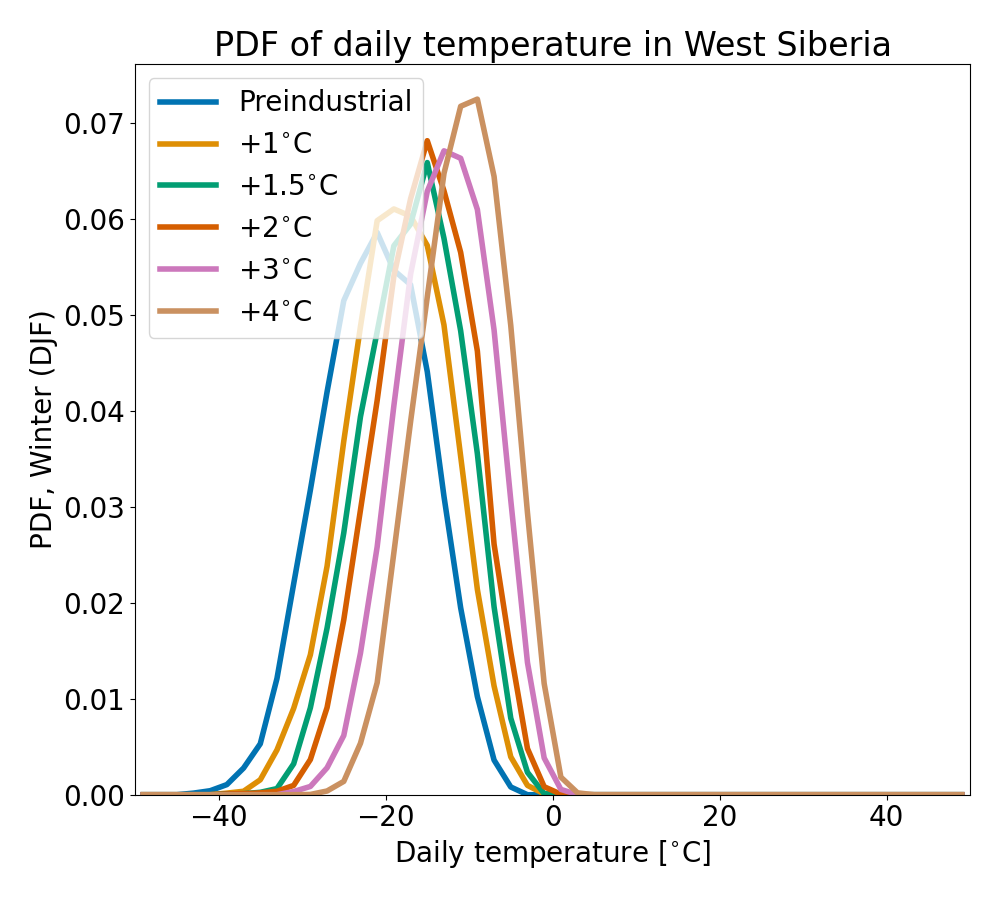 PDF of daily temperature in West Siberia
Preindustrial
+1°C
+1.5°C
+2°C
+3°C
+4°C
PDF, Winter (DJF)
0.07
0.06
0.05
0.04
0.03
0.02
0.01
0.00
−40 −20 0 20 40
Daily temperature [°C]